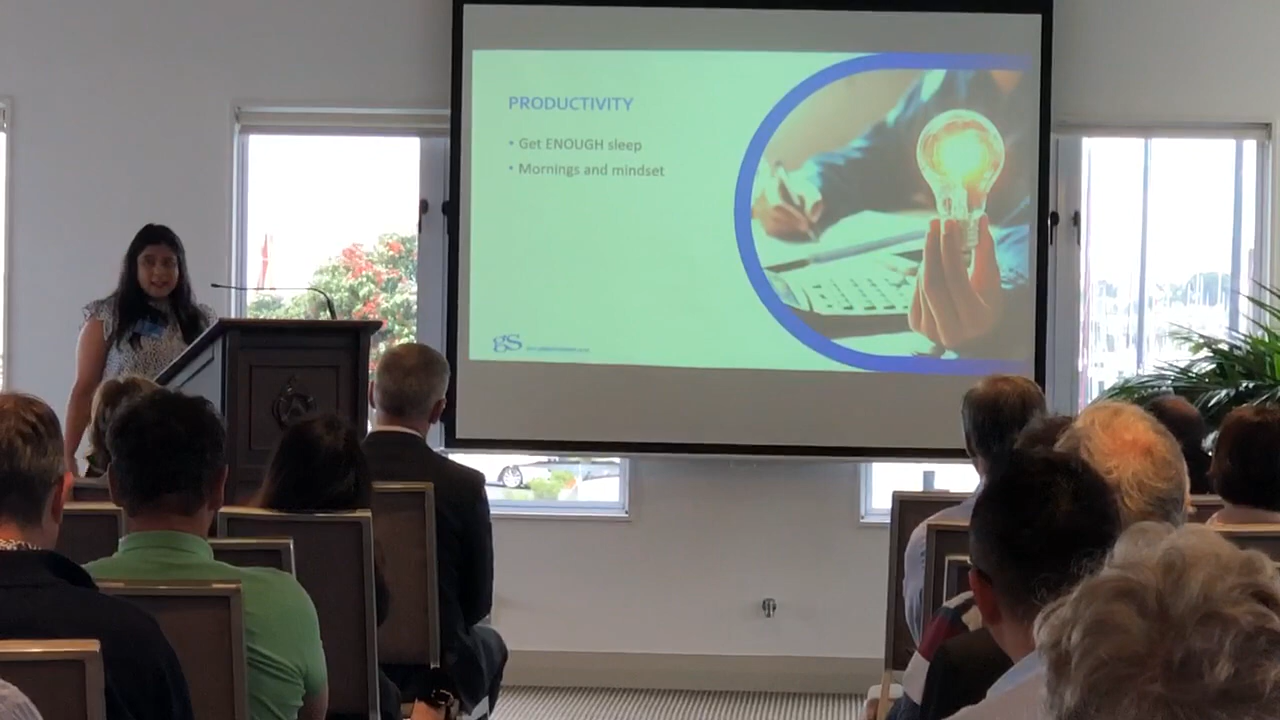 PRODUCTIVITY
• Get ENOUGH sleep
• Mornings and mindset
gs